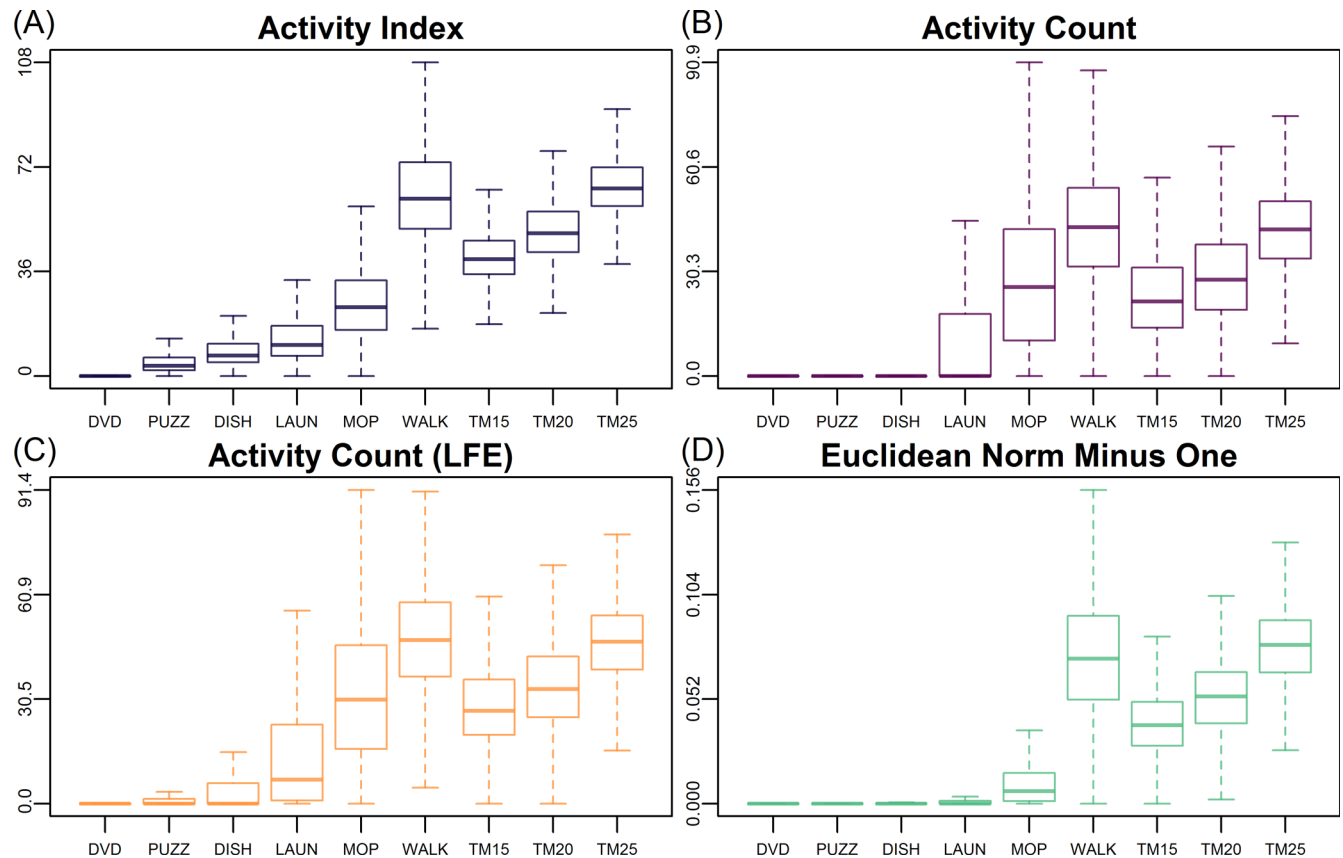 (A) Activity Index
108
72
36
0
DVD PUZZ DISH LAUN MOP WALK TM15 TM20 TM25
(B) Activity Count
90.9
60.6
30.3
0.0
DVD PUZZ DISH LAUN MOP WALK TM15 TM20 TM25
(C) Activity Count (LFE)
91.4
60.9
30.5
0.0
DVD PUZZ DISH LAUN MOP WALK TM15 TM20 TM25
(D) Euclidean Norm Minus One
0.156
0.104
0.052
0.000
DVD PUZZ DISH LAUN MOP WALK TM15 TM20 TM25